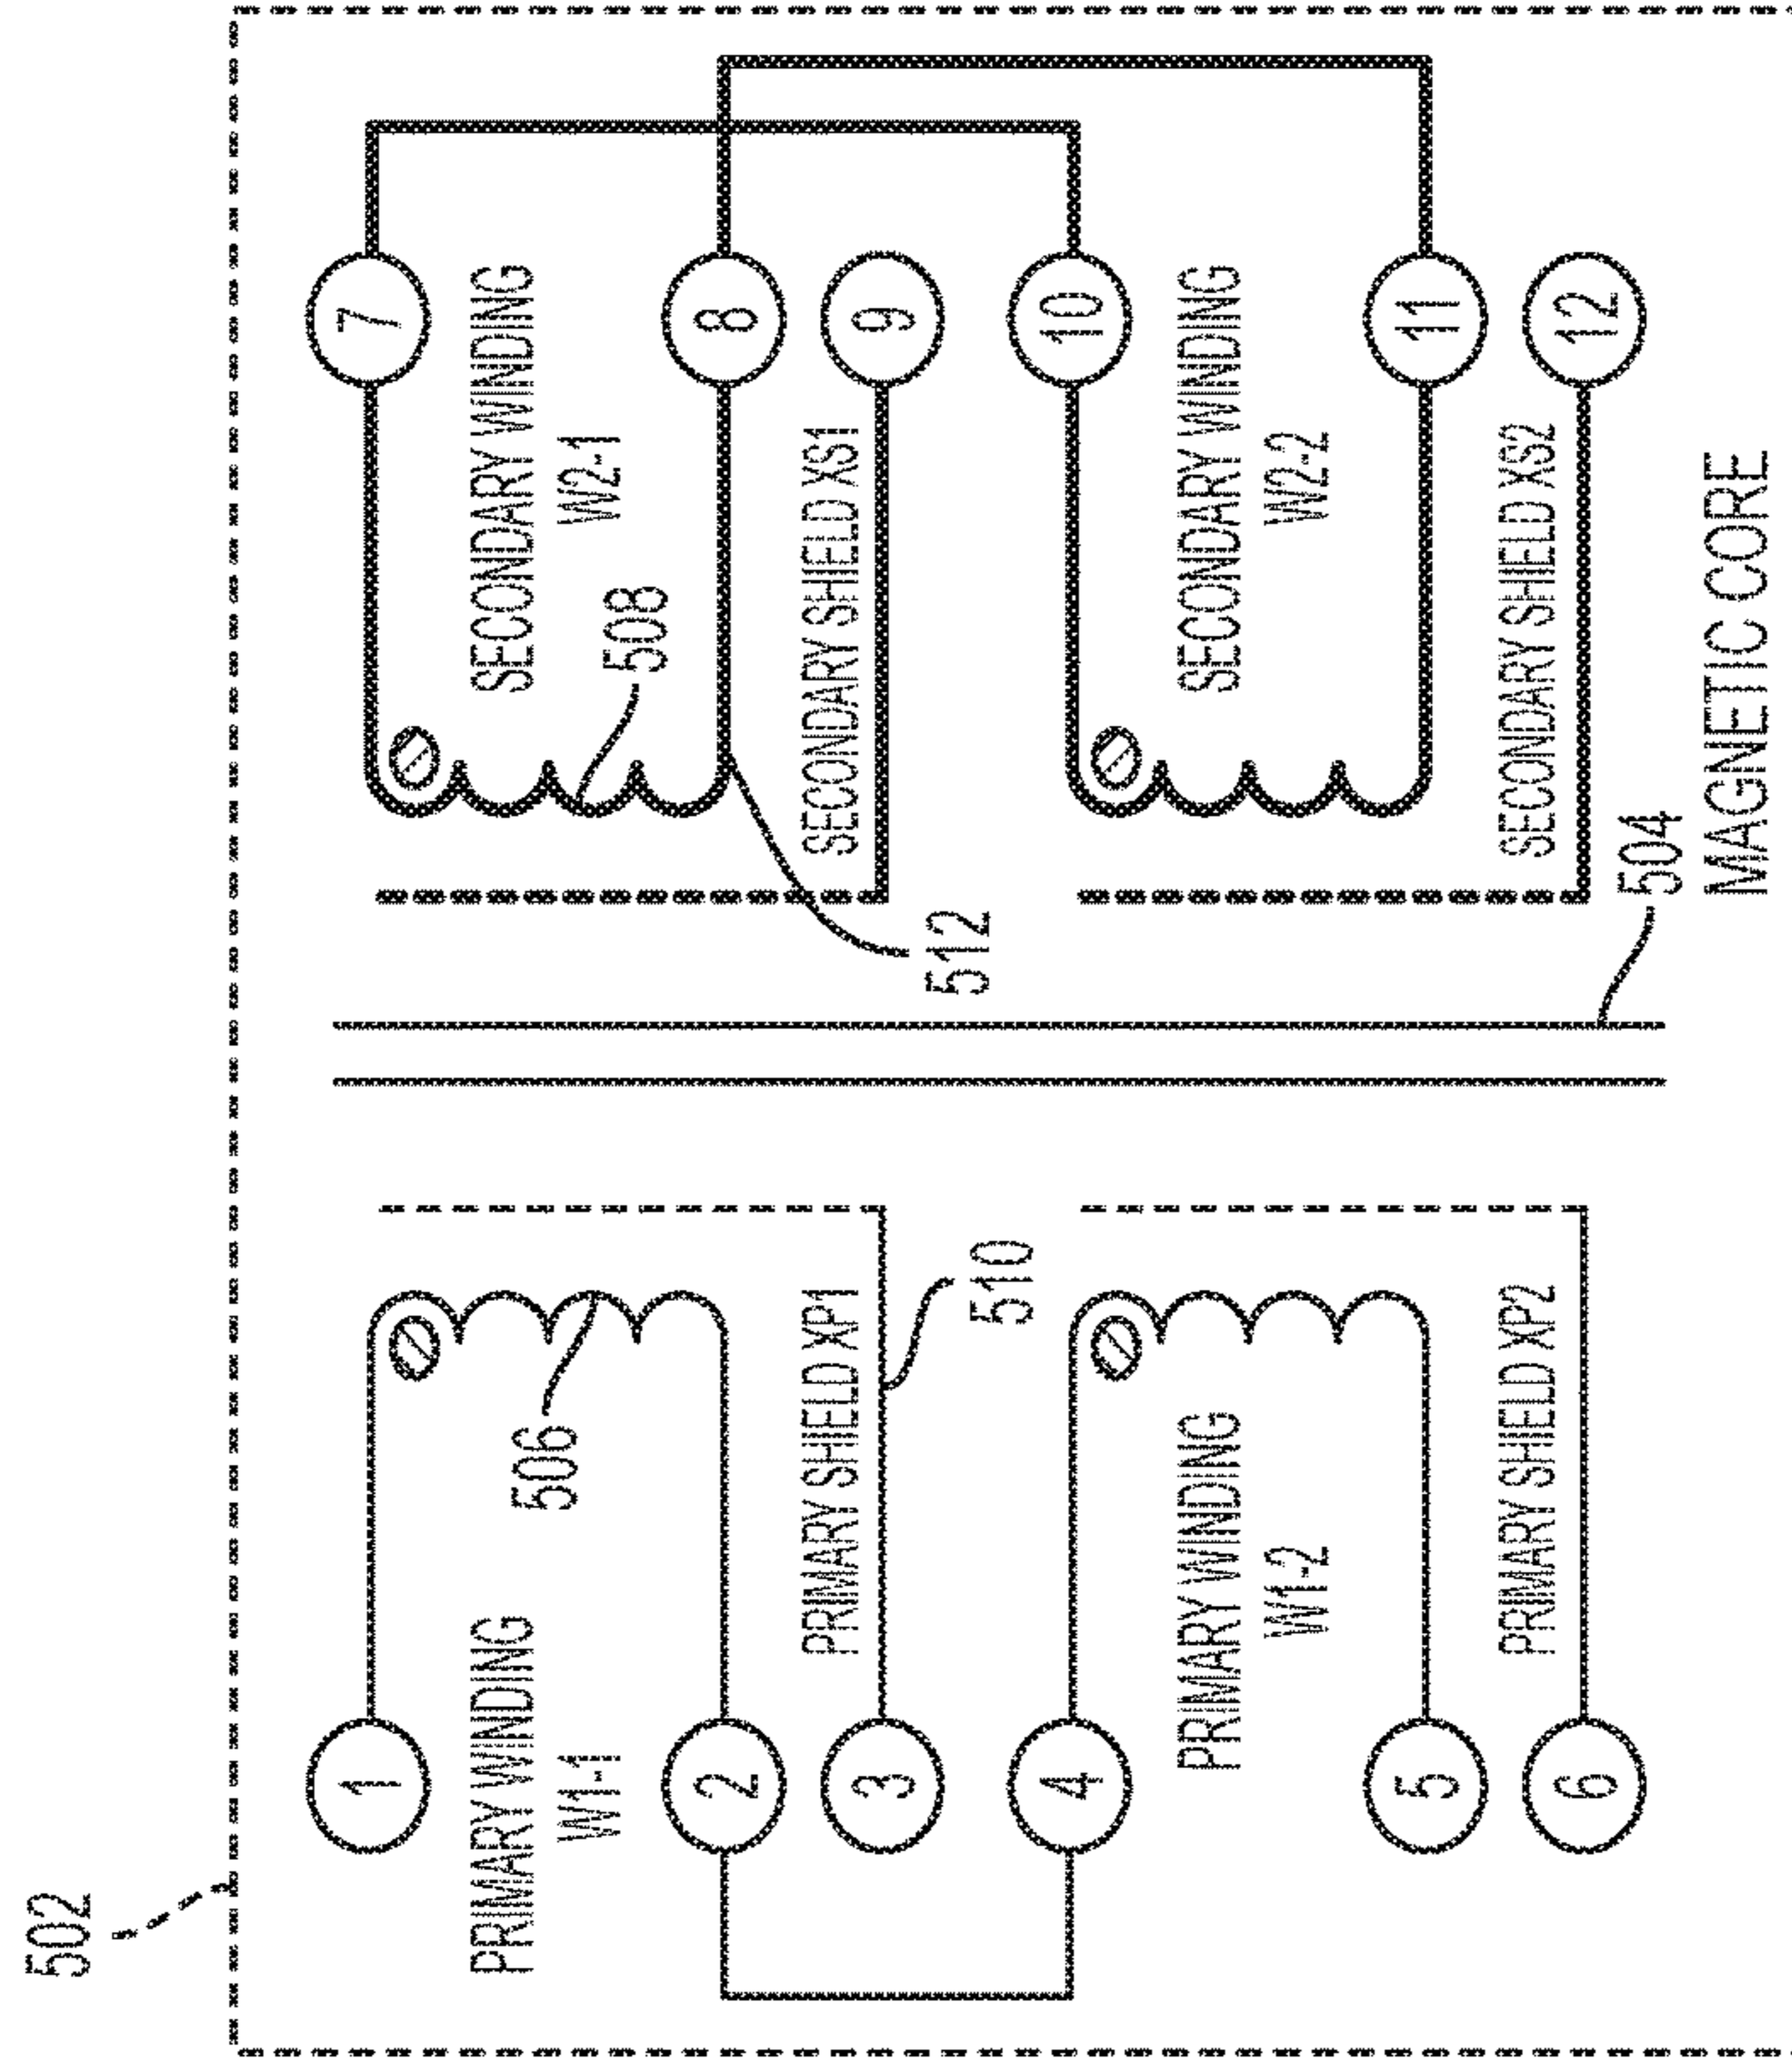 502
1
PRIMARY WINDING
W1-1
506
2
3
PRIMARY SHIELD XP1
510
4
PRIMARY WINDING
W1-2
5
6
PRIMARY SHIELD XP2
7
SECONDARY WINDING
W2-1
508
8
9
SECONDARY SHIELD XS1
512
10
SECONDARY WINDING
W2-2
11
12
SECONDARY SHIELD XS2
504
MAGNETIC CORE